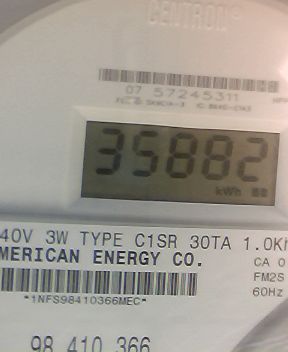 CENTRON®
07 57245311
35882
kWh
40V 3W TYPE C1SR 30TA 1.0Kh
MERICAN ENERGY CO.
CA 0
FM2S
60Hz
*1NFS98410366MEC*
98 410 366